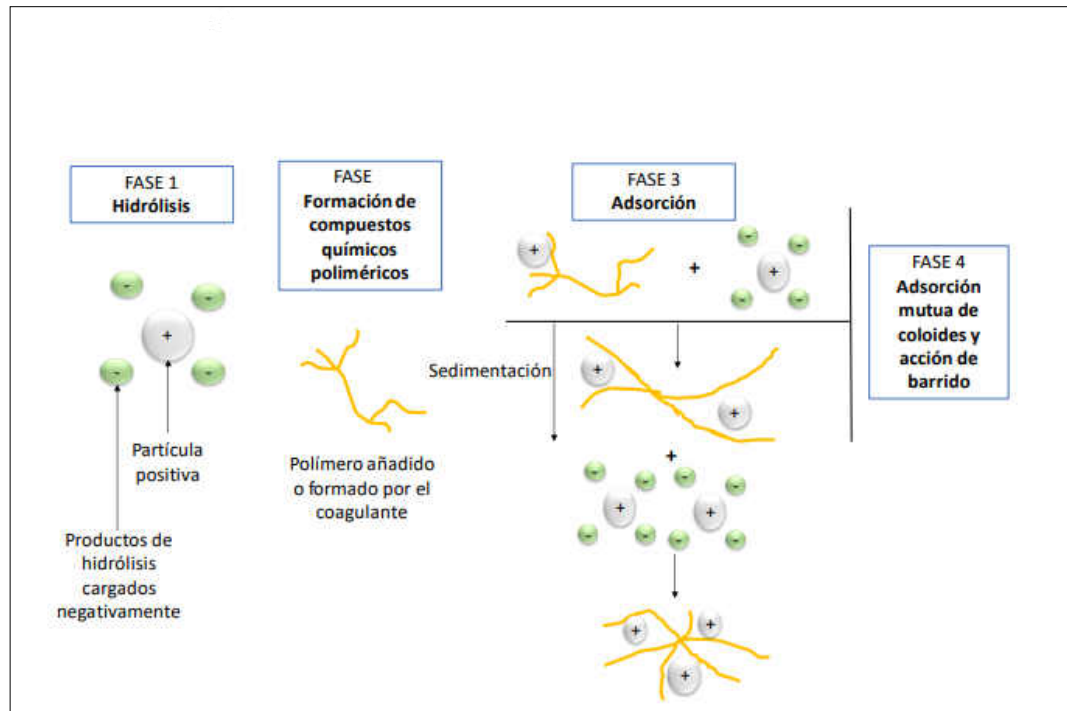 FASE 1
Hidrólisis
FASE
Formación de
compuestos
químicos
poliméricos
FASE 3
Adsorción
FASE 4
Adsorción
mutua de
coloides y
acción de
barrido
-
-
+
-
-
+
+
-
-
+
-
-
Sedimentación
+
+
+
-
-
-
-
+
+
-
-
-
-
Partícula
positiva
Polímero añadido
o formado por el
coagulante
Productos de
hidrólisis
cargados
negativamente
+
+
+